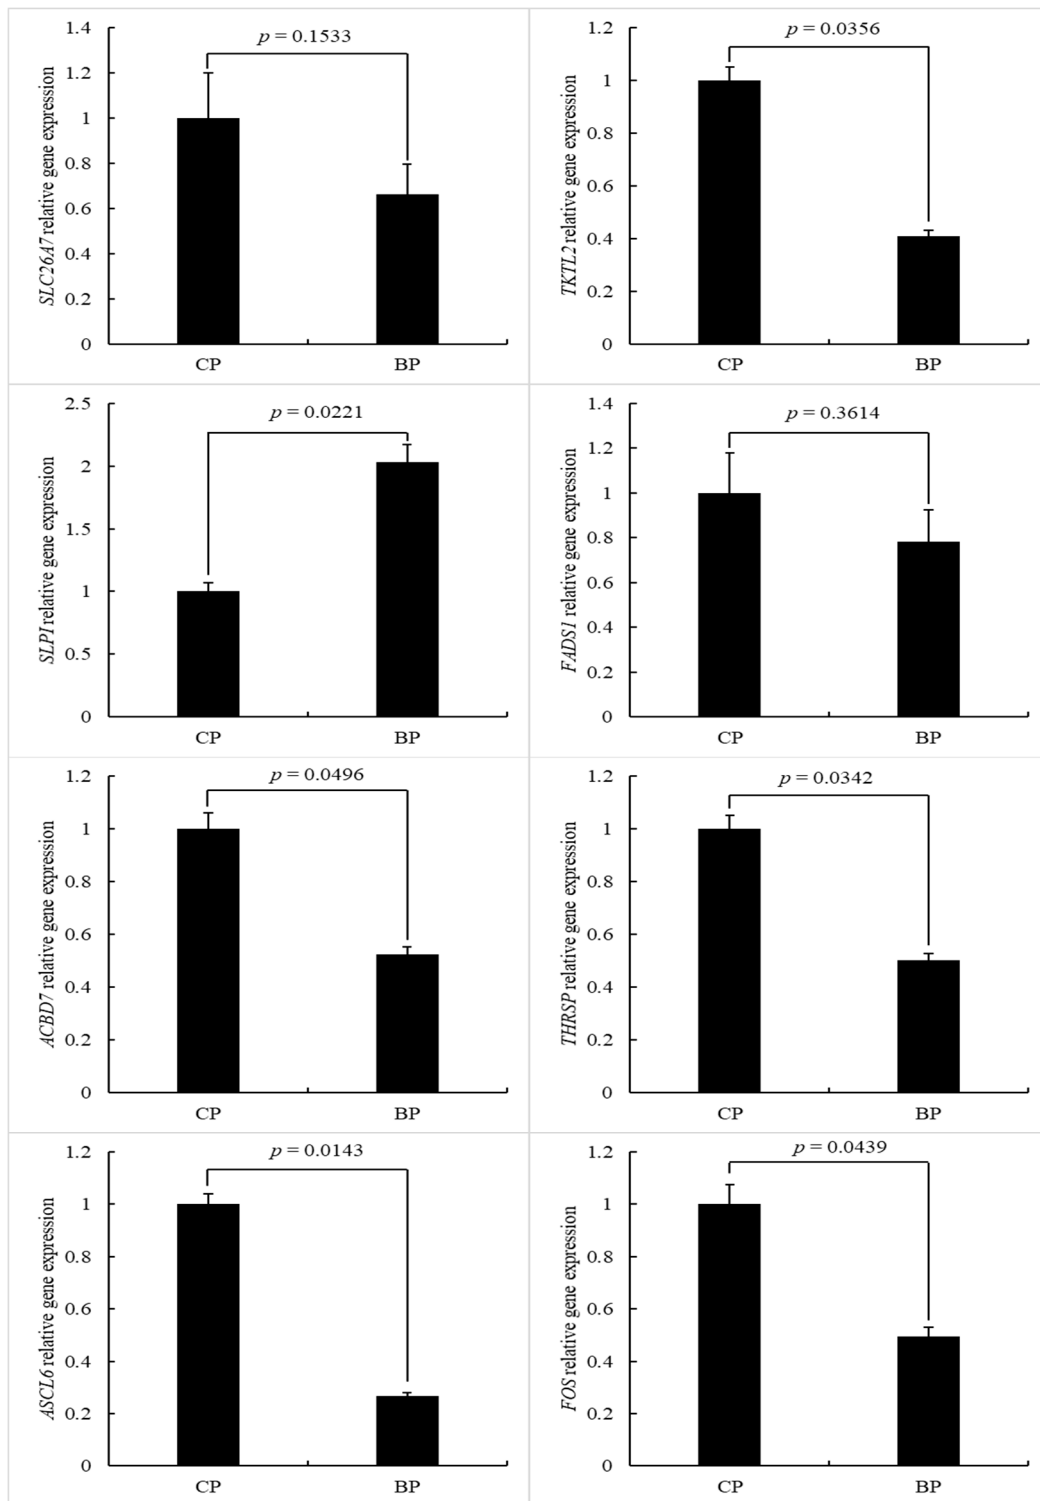 p = 0.1533
SLC26A7 relative gene expression
1.4
1.2
1
0.8
0.6
0.4
0.2
0
CP BP
p = 0.0356
TKTL2 relative gene expression
1.2
1
0.8
0.6
0.4
0.2
0
CP BP
p = 0.0221
SLPI relative gene expression
2.5
2
1.5
1
0.5
0
CP BP
p = 0.3614
FADS1 relative gene expression
1.4
1.2
1
0.8
0.6
0.4
0.2
0
CP BP
p = 0.0496
ACBD7 relative gene expression
1.2
1
0.8
0.6
0.4
0.2
0
CP BP
p = 0.0342
THRSP relative gene expression
1.2
1
0.8
0.6
0.4
0.2
0
CP BP
p = 0.0143
ASCL6 relative gene expression
1.2
1
0.8
0.6
0.4
0.2
0
CP BP
p = 0.0439
FOS relative gene expression
1.2
1
0.8
0.6
0.4
0.2
0
CP BP